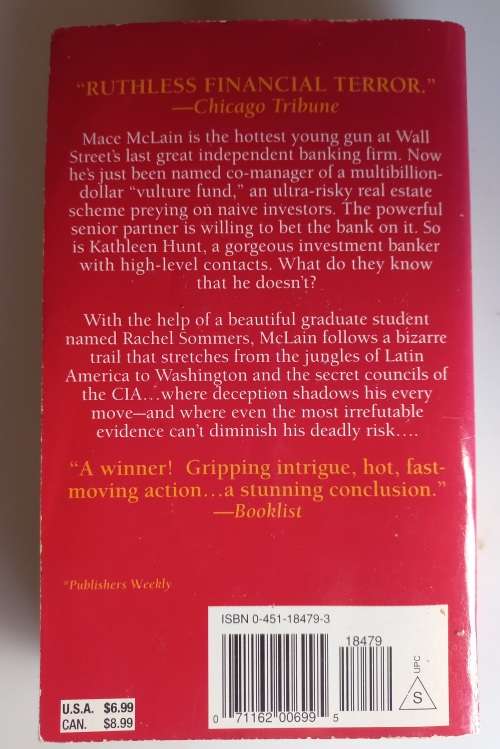 “RUTHLESS FINANCIAL TERROR.”
—Chicago Tribune
Mace McLain is the hottest young gun at Wall
Street's last great independent banking firm. Now
he's just been named co-manager of a multibillion-
dollar “vulture fund,” an ultra-risky real estate
scheme preying on naive investors. The powerful
senior partner is willing to bet the bank on it. So
is Kathleen Hunt, a gorgeous investment banker
with high-level contacts. What do they know
that he doesn't?
With the help of a beautiful graduate student
named Rachel Sommers, McLain follows a bizarre
trail that stretches from the jungles of Latin
America to Washington and the secret councils of
the CIA…where deception shadows his every
move—and where even the most irrefutable
evidence can't diminish his deadly risk….
“A winner! Gripping intrigue, hot, fast-
moving action…a stunning conclusion.”
—Booklist
*Publishers Weekly
ISBN 0-451-18479-3
18479
UPC
S
0 71162 00699 5
U.S.A. $6.99
CAN. $8.99